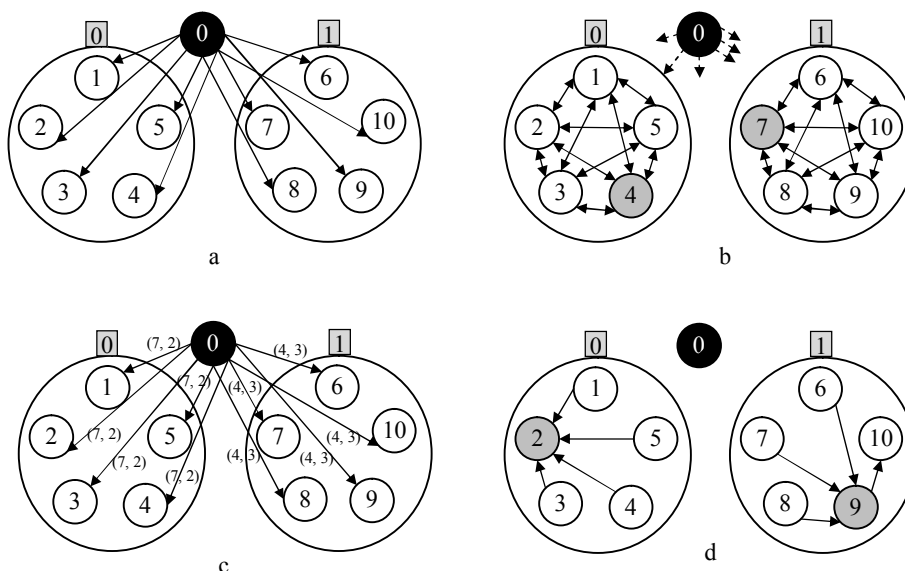 0 0 1
1 6
2 5 7 10
3 4 8 9
a
0 0 1
1 6
2 5 7 10
3 4 8 9
b
0 0 1
(7, 2) (4, 3)
1 (7, 2) (4, 3) 6
2 5 7 10
(7, 2) (4, 3)
(7, 2) (7, 2) (4, 3) (4, 3)
3 4 8 9
c
0 0 1
1 6
2 5 7 10
3 4 8 9
d